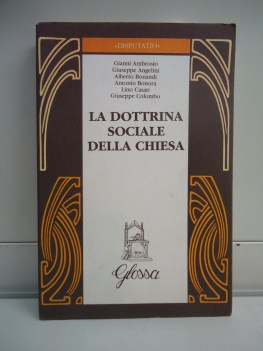 «DISPUTATIO»
Gianni Ambrosio
Giuseppe Angelini
Alberto Bonandi
Antonio Bonora
Lino Casati
Giuseppe Colombo
LA DOTTRINA
SOCIALE
DELLA CHIESA
Glossa